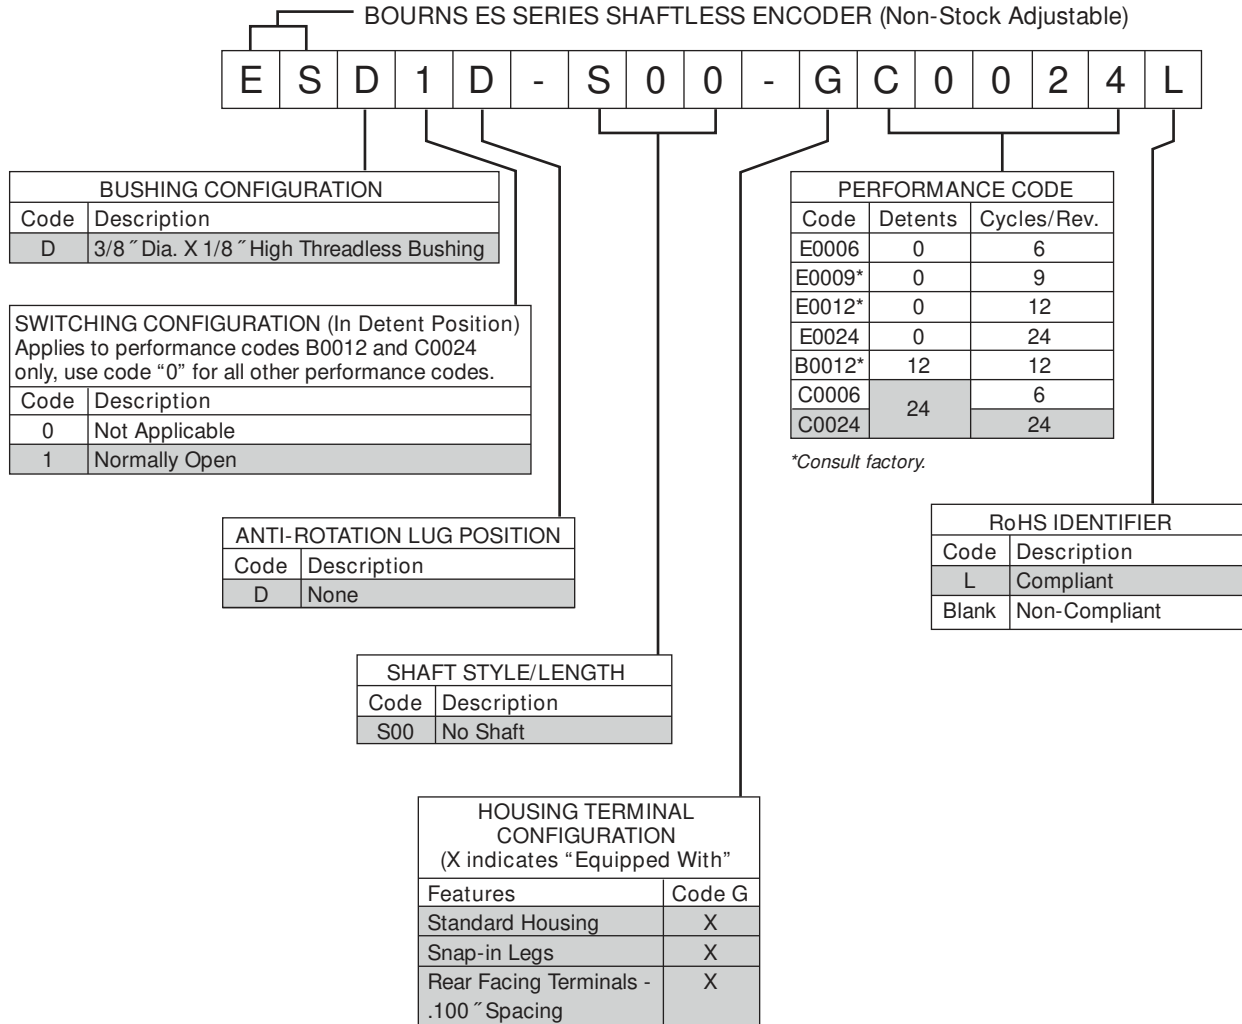 BOURNS ES SERIES SHAFTLESS ENCODER (Non-Stock Adjustable)
E S D 1 D - S 0 0 - G C 0 0 2 4 L
BUSHING CONFIGURATION
Code Description
D 3/8 ˝ Dia. X 1/8 ˝ High Threadless Bushing
SWITCHING CONFIGURATION (In Detent Position)
Applies to performance codes B0012 and C0024
only, use code “0” for all other performance codes.
Code Description
0 Not Applicable
1 Normally Open
ANTI-ROTATION LUG POSITION
Code Description
D None
SHAFT STYLE/LENGTH
Code Description
S00 No Shaft
HOUSING TERMINAL
CONFIGURATION
(X indicates “Equipped With”
Features Code G
Standard Housing X
Snap-in Legs X
Rear Facing Terminals - X
.100 ˝ Spacing
PERFORMANCE CODE
Code Detents Cycles/Rev.
E0006 0 6
E0009* 0 9
E0012* 0 12
E0024 0 24
B0012* 12 12
C0006 24 6
C0024 24
*Consult factory.
RoHS IDENTIFIER
Code Description
L Compliant
Blank Non-Compliant